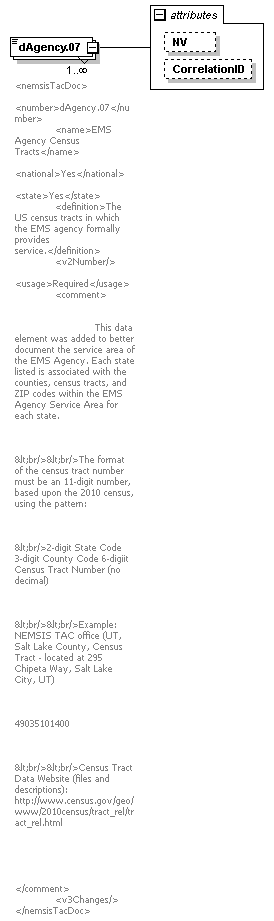 attributes
dAgency.07
NV
CorrelationID
1..∞
<nemsisTacDoc>
<number>dAgency.07</nu
mber>
<name>EMS
Agency Census
Tracts</name>
<national>Yes</national>
<state>Yes</state>
<definition>The
US census tracts in which
the EMS agency formally
provides
service.</definition>
<v2Number/>
<usage>Required</usage>
<comment>
This data
element was added to better
document the service area of
the EMS Agency. Each state
listed is associated with the
counties, census tracts, and
ZIP codes within the EMS
Agency Service Area for
each state.
&lt;br/>&lt;br/>The format
of the census tract number
must be an 11-digit number,
based upon the 2010 census,
using the pattern:
&lt;br/>2-digit State Code
3-digit County Code 6-digiit
Census Tract Number (no
decimal)
&lt;br/>&lt;br/>Example:
NEMSIS TAC office (UT,
Salt Lake County, Census
Tract - located at 295
Chipeta Way, Salt Lake
City, UT)
49035101400
&lt;br/>&lt;br/>Census Tract
Data Website (files and
descriptions):
http://www.census.gov/geo/
www/2010census/tract_rel/tr
act_rel.html
</comment>
<v3Changes/>
</nemsisTacDoc>